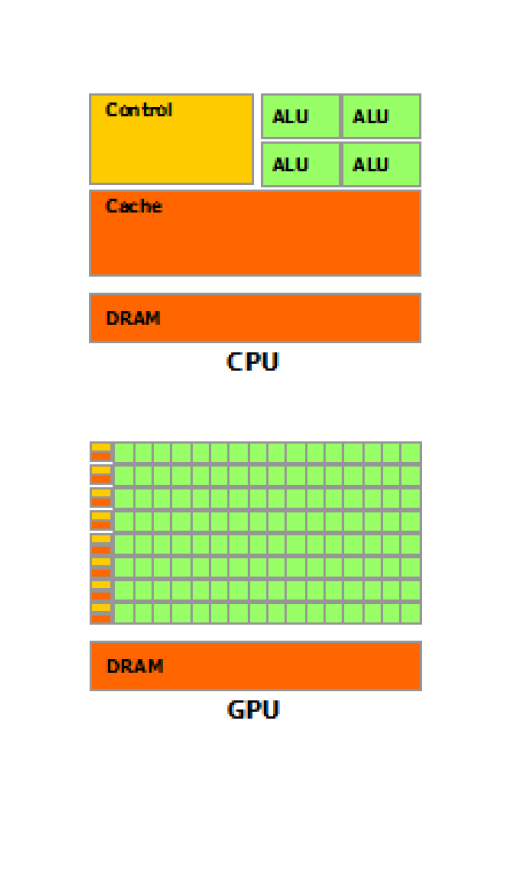 Control
ALU ALU
ALU ALU
Cache
DRAM
CPU
DRAM
GPU